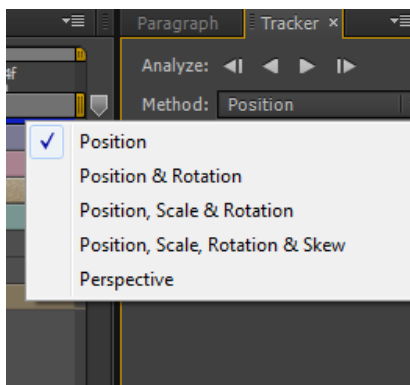 Paragraph Tracker ×
Analyze:
Method: Position
Position
Position & Rotation
Position, Scale & Rotation
Position, Scale, Rotation & Skew
Perspective